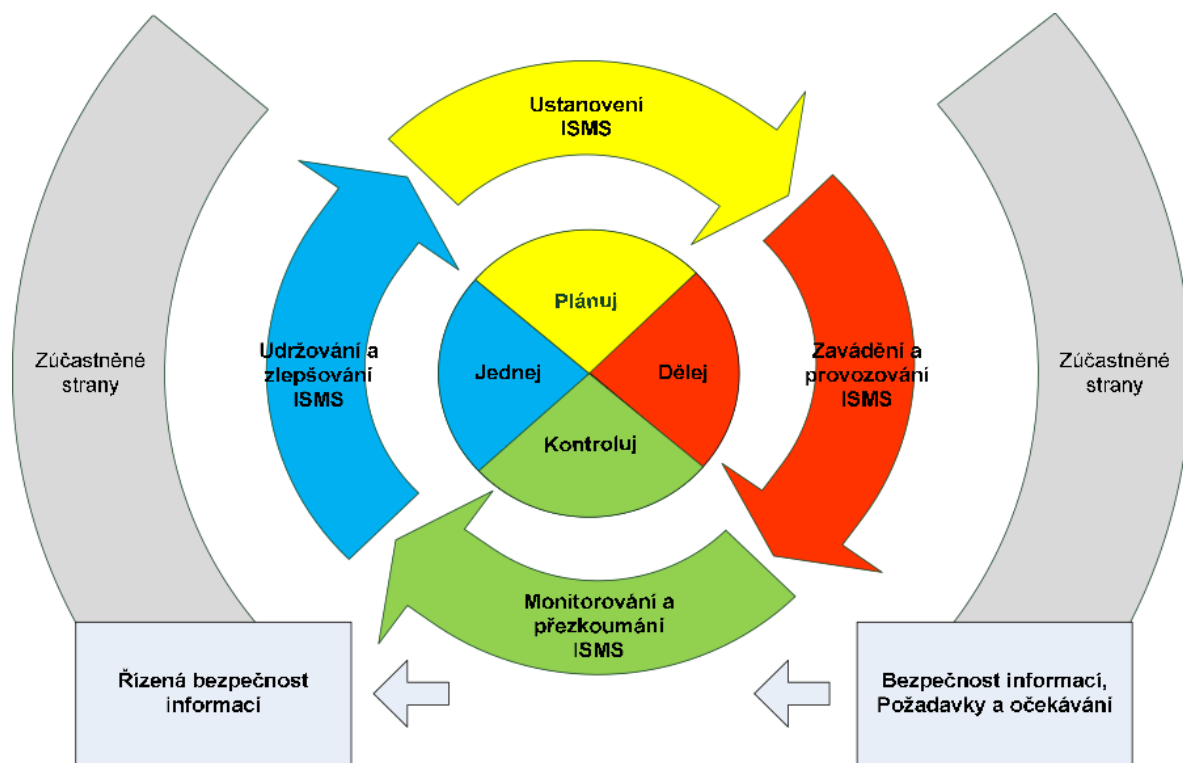 Ustanovení
ISMS
Plánuj
Zúčastněné
strany
Udržování a
zlepšování
ISMS
Jednej
Dělej
Zavádění a
provozování
ISMS
Zúčastněné
strany
Kontroluj
Monitorování a
přezkoumání
ISMS
Řízená bezpečnost
informací
Bezpečnost informací,
Požadavky a očekávání